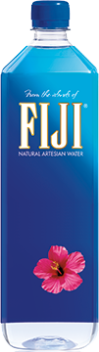 From the islands of
FIJI
NATURAL ARTESIAN WATER